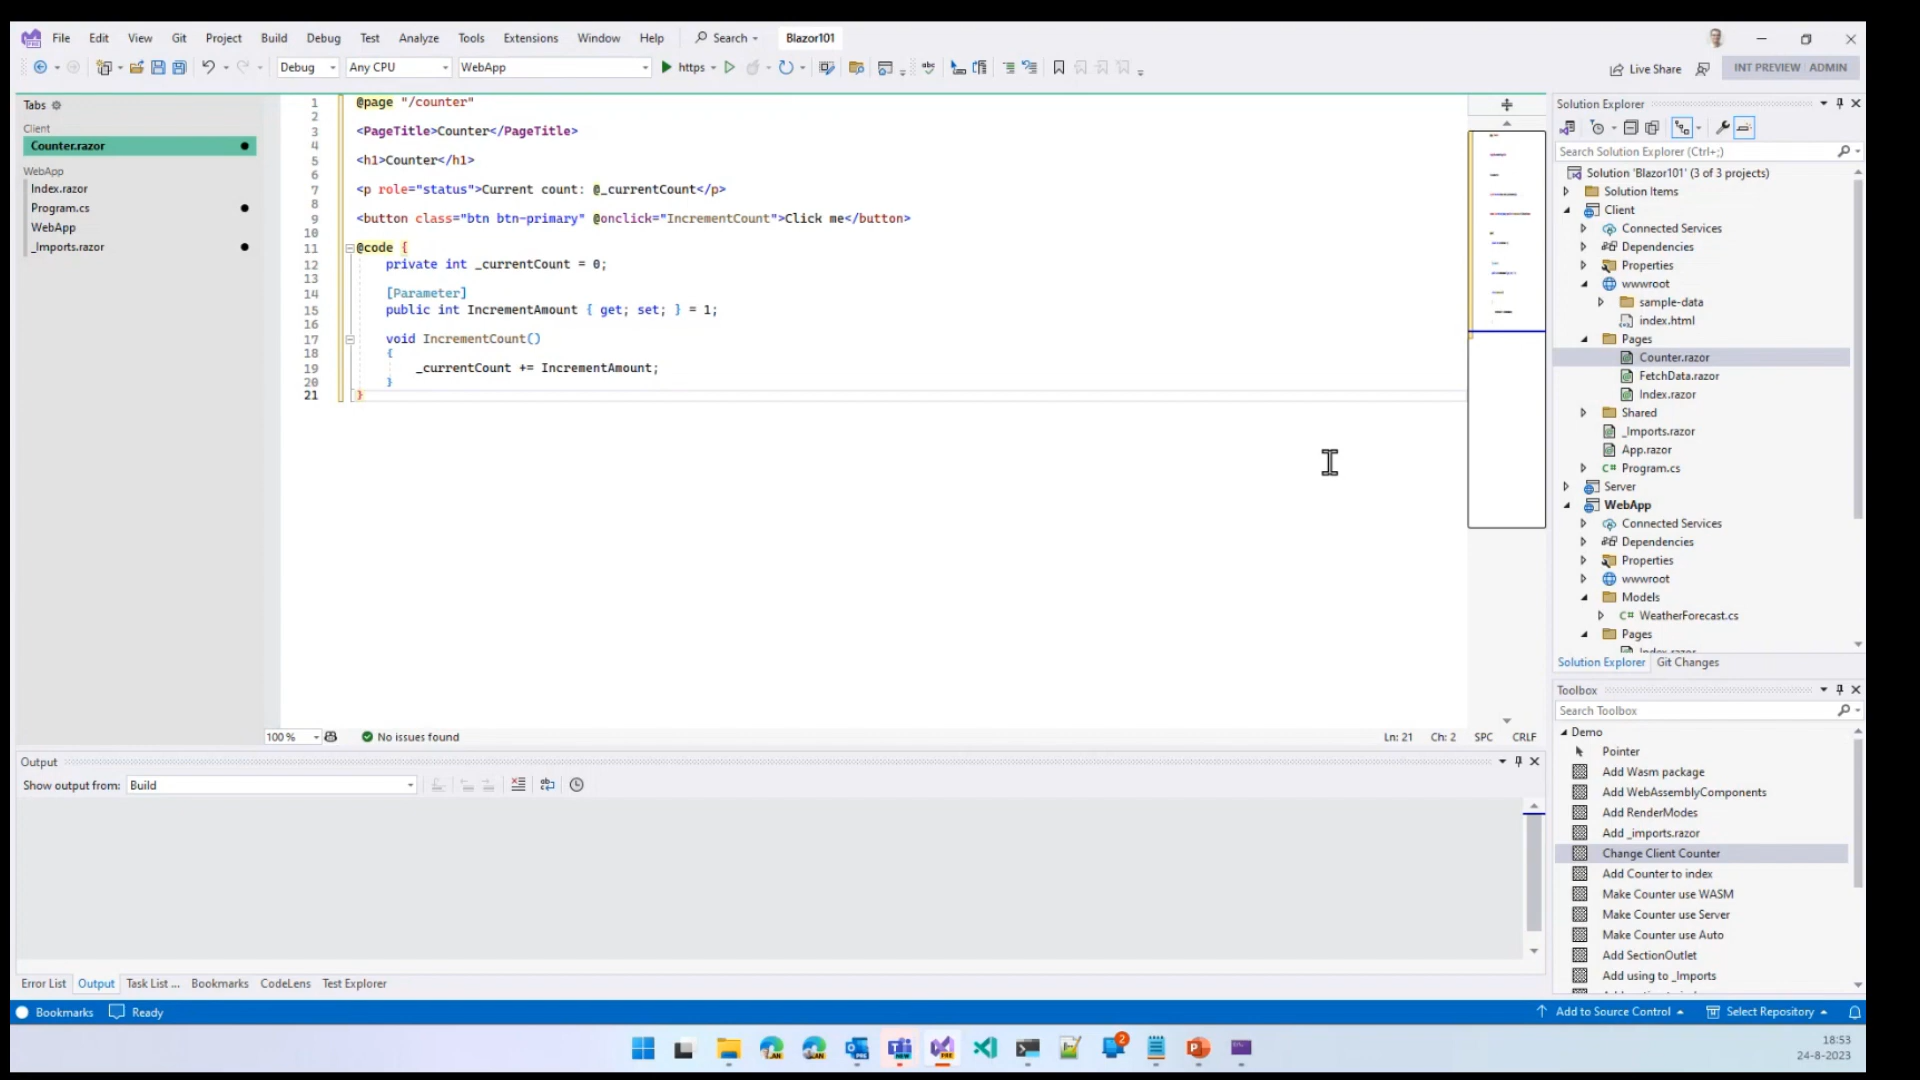 File Edit View Git Project Build Debug Test Analyze Tools Extensions Window Help Search Blazor101
Debug Any CPU WebApp https Live Share INT PREVIEW ADMIN
Tabs
Client
Counter.razor
WebApp
Index.razor
Program.cs
WebApp
_Imports.razor
1 @page "/counter"
2
3 <PageTitle>Counter</PageTitle>
4
5 <h1>Counter</h1>
6
7 <p role="status">Current count: @_currentCount</p>
8
9 <button class="btn btn-primary" @onclick="IncrementCount">Click me</button>
10
11 @code {
12 private int _currentCount = 0;
13
14 [Parameter]
15 public int IncrementAmount { get; set; } = 1;
16
17 void IncrementCount()
18 {
19 _currentCount += IncrementAmount;
20 }
21 }
100 % No issues found Ln: 21 Ch: 2 SPC CRLF
Output
Show output from: Build
Error List Output Task List ... Bookmarks CodeLens Test Explorer
Solution Explorer
Search Solution Explorer (Ctrl+;)
Solution 'Blazor101' (3 of 3 projects)
Solution Items
Client
Connected Services
Dependencies
Properties
wwwroot
sample-data
index.html
Pages
Counter.razor
FetchData.razor
Index.razor
Shared
_Imports.razor
App.razor
C# Program.cs
Server
WebApp
Connected Services
Dependencies
Properties
wwwroot
Models
C# WeatherForecast.cs
Pages
Index.razor
Solution Explorer Git Changes
Toolbox
Search Toolbox
Demo
Pointer
Add Wasm package
Add WebAssemblyComponents
Add RenderModes
Add _imports.razor
Change Client Counter
Add Counter to index
Make Counter use WASM
Make Counter use Server
Make Counter use Auto
Add SectionOutlet
Add using to _Imports
Bookmarks Ready Add to Source Control Select Repository
2
18:53
24-8-2023